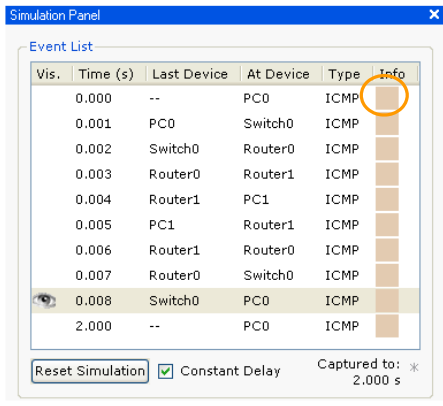 Simulation Panel
Event List
Vis. Time (s) Last Device At Device Type Info
0.000 -- PC0 ICMP
0.001 PC0 Switch0 ICMP
0.002 Switch0 Router0 ICMP
0.003 Router0 Router1 ICMP
0.004 Router1 PC1 ICMP
0.005 PC1 Router1 ICMP
0.006 Router1 Router0 ICMP
0.007 Router0 Switch0 ICMP
0.008 Switch0 PC0 ICMP
2.000 -- PC0 ICMP
Reset Simulation Constant Delay Captured to: *
2.000 s